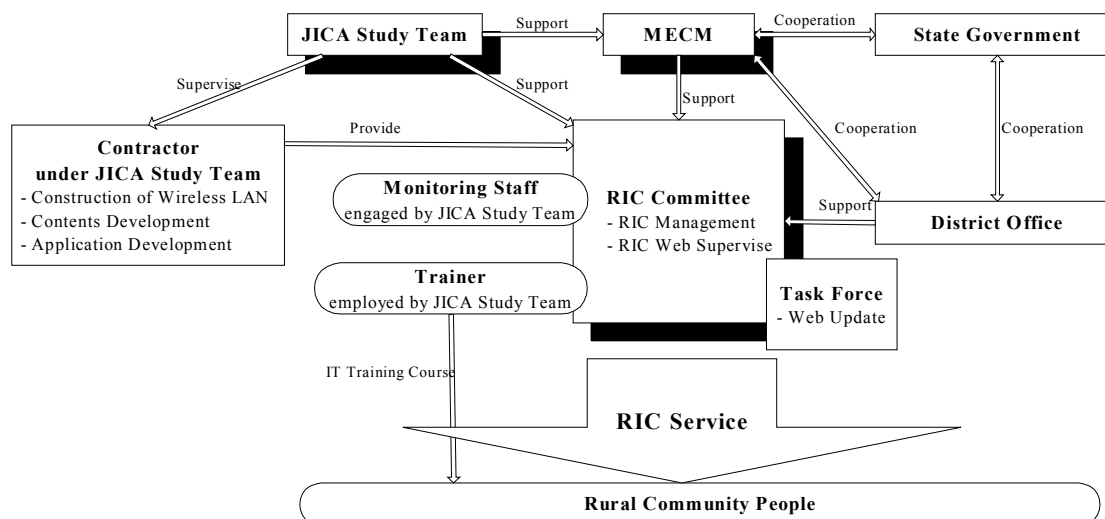 JICA Study Team
Support
MECM
Cooperation
State Government
Supervise
Support
Support
Cooperation
Cooperation
Contractor
under JICA Study Team
- Construction of Wireless LAN
- Contents Development
- Application Development
Provide
Monitoring Staff
engaged by JICA Study Team
RIC Committee
- RIC Management
- RIC Web Supervise
Support
District Office
Trainer
employed by JICA Study Team
Task Force
- Web Update
IT Training Course
RIC Service
Rural Community People